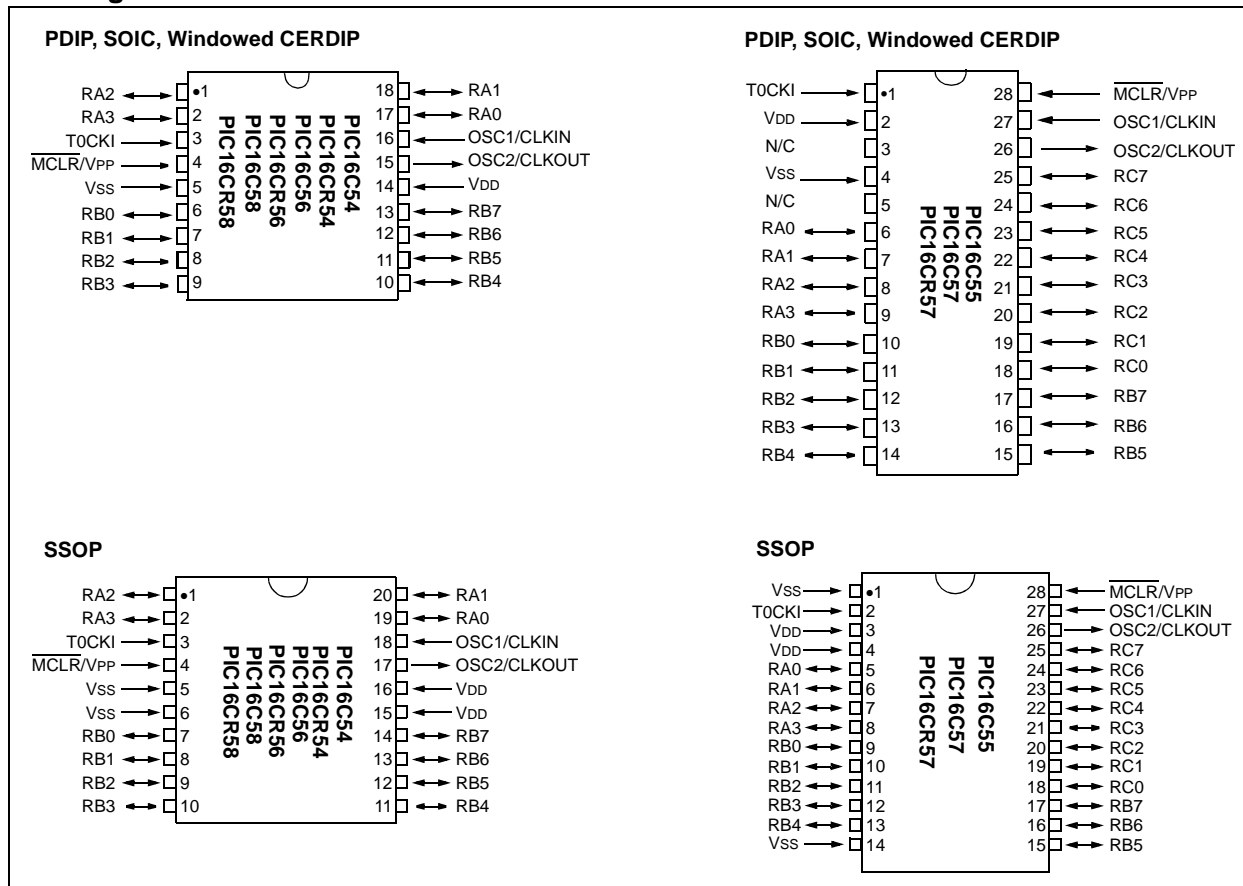 PDIP, SOIC, Windowed CERDIP
RA2 •1 18 RA1
RA3 2 17 RA0
T0CKI 3 16 OSC1/CLKIN
MCLR/VPP 4 15 OSC2/CLKOUT
VSS 5 14 VDD
RB0 6 13 RB7
RB1 7 12 RB6
RB2 8 11 RB5
RB3 9 10 RB4
PIC16C54
PIC16CR54
PIC16C56
PIC16CR56
PIC16C58
PIC16CR58
PDIP, SOIC, Windowed CERDIP
T0CKI •1 28 MCLR/VPP
VDD 2 27 OSC1/CLKIN
N/C 3 26 OSC2/CLKOUT
VSS 4 25 RC7
N/C 5 24 RC6
RA0 6 23 RC5
RA1 7 22 RC4
RA2 8 21 RC3
RA3 9 20 RC2
RB0 10 19 RC1
RB1 11 18 RC0
RB2 12 17 RB7
RB3 13 16 RB6
RB4 14 15 RB5
PIC16C55
PIC16C57
PIC16CR57
SSOP
RA2 •1 20 RA1
RA3 2 19 RA0
T0CKI 3 18 OSC1/CLKIN
MCLR/VPP 4 17 OSC2/CLKOUT
VSS 5 16 VDD
VSS 6 15 VDD
RB0 7 14 RB7
RB1 8 13 RB6
RB2 9 12 RB5
RB3 10 11 RB4
PIC16C54
PIC16CR54
PIC16C56
PIC16CR56
PIC16C58
PIC16CR58
SSOP
VSS •1 28 MCLR/VPP
T0CKI 2 27 OSC1/CLKIN
VDD 3 26 OSC2/CLKOUT
VDD 4 25 RC7
RA0 5 24 RC6
RA1 6 23 RC5
RA2 7 22 RC4
RA3 8 21 RC3
RB0 9 20 RC2
RB1 10 19 RC1
RB2 11 18 RC0
RB3 12 17 RB7
RB4 13 16 RB6
VSS 14 15 RB5
PIC16C55
PIC16C57
PIC16CR57